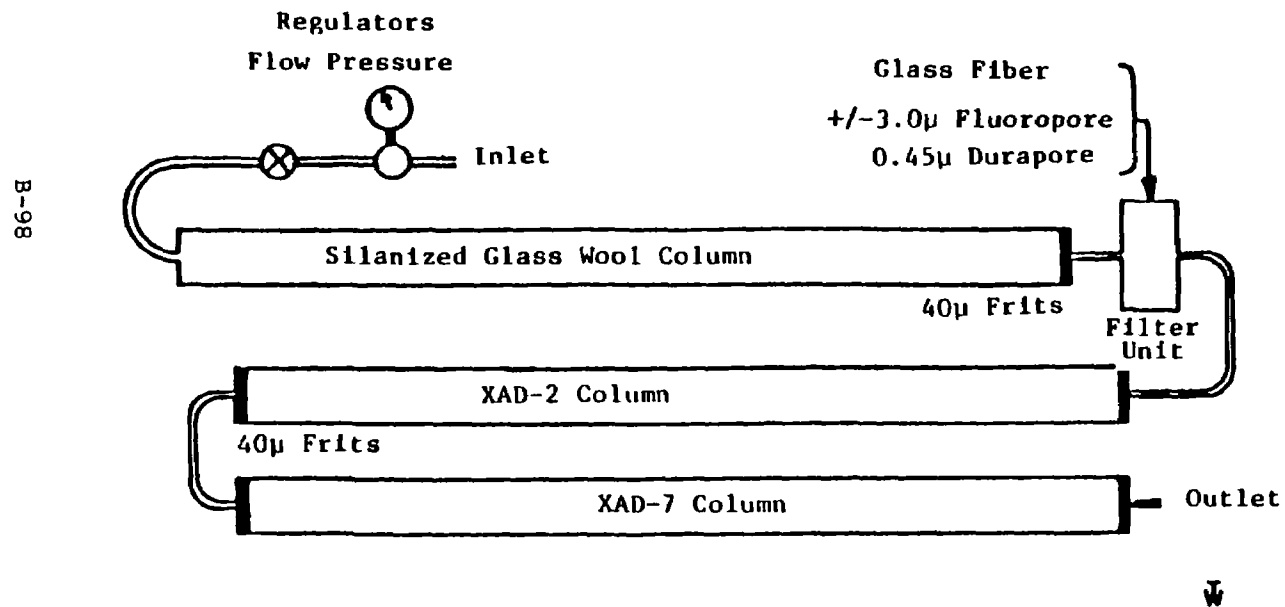 Regulators
Flow Pressure
Glass Fiber
+/-3.0µ Fluoropore
0.45µ Durapore
Inlet
B-98
Silanized Glass Wool Column
40µ Frits
Filter
Unit
XAD-2 Column
40µ Frits
XAD-7 Column
Outlet